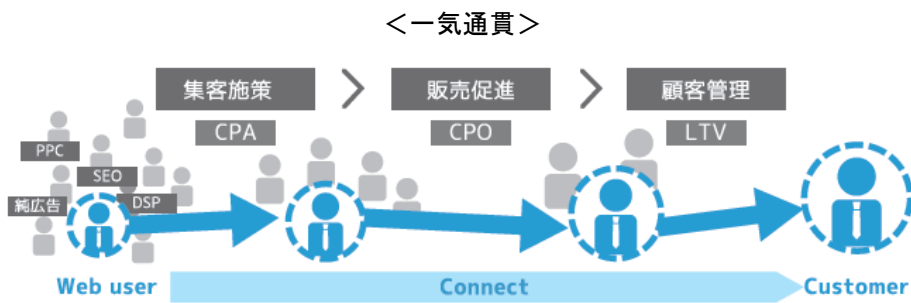 ＜一気通貫＞
集客施策
販売促進
顧客管理
CPA
CPO
LTV
PPC
SEO
純広告
DSP
Web user
Connect
Customer